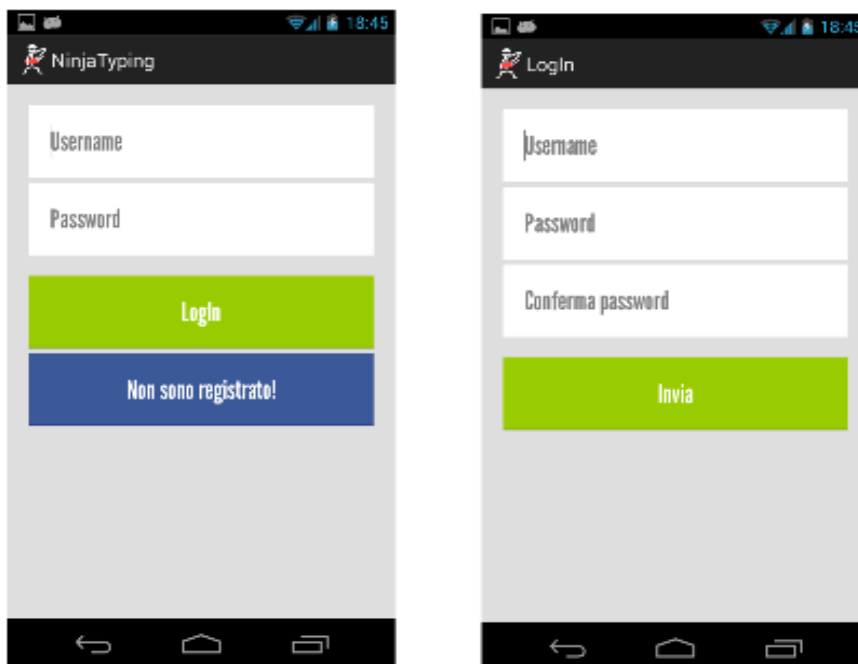 18:45
NinjaTyping
Username
Password
LogIn
Non sono registrato!
18:45
LogIn
Username
Password
Conferma password
Invia